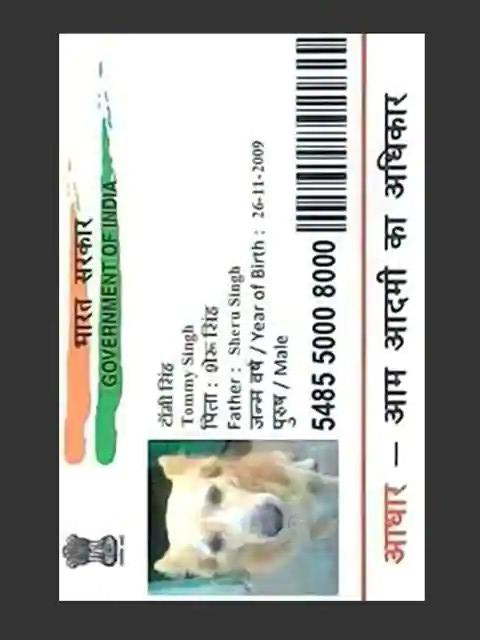 भारत सरकार
GOVERNMENT OF INDIA
टॉमी सिंह
Tommy Singh
पिता : शेरू सिंह
Father : Sheru Singh
जन्म वर्ष / Year of Birth : 26-11-2009
पुरुष / Male
5485 5000 8000
आधार — आम आदमी का अधिकार